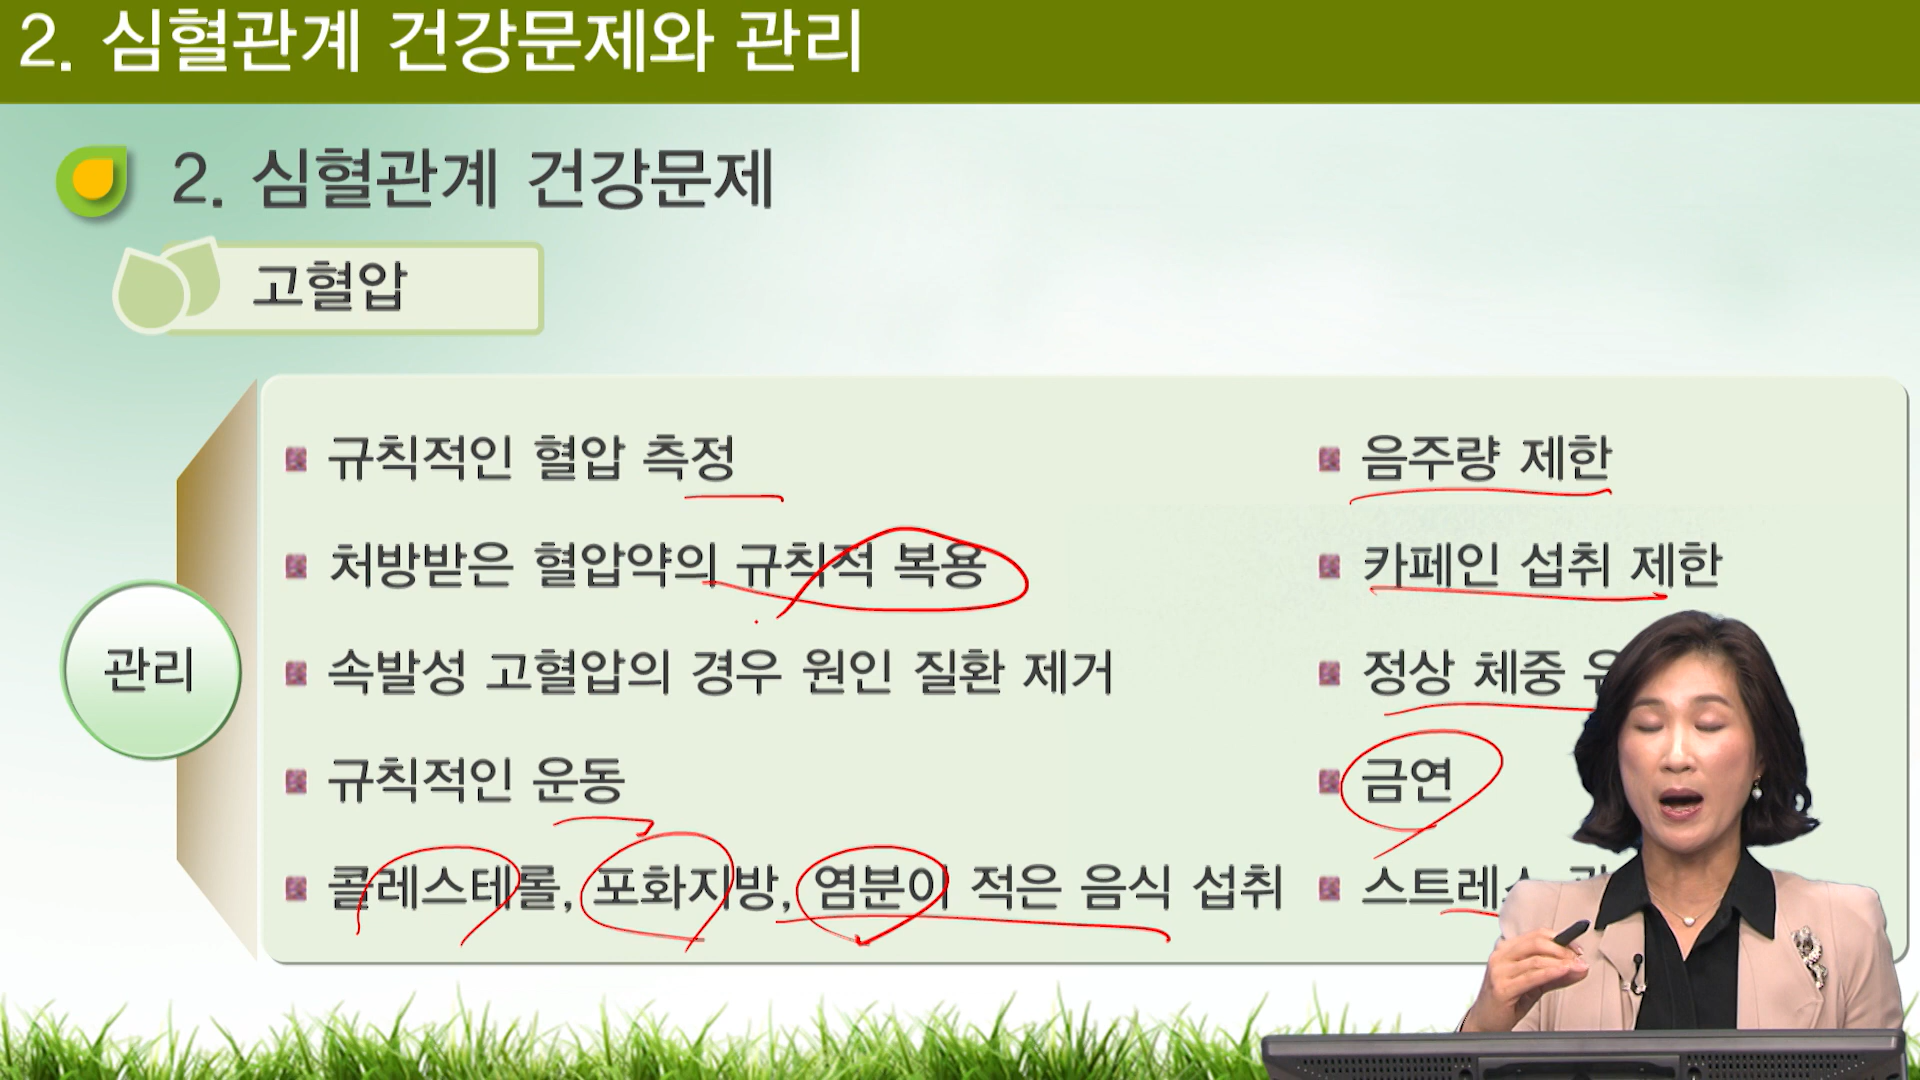 2. 심혈관계 건강문제와 관리
2. 심혈관계 건강문제
고혈압
관리
규칙적인 혈압 측정
처방받은 혈압약의 규칙적 복용
속발성 고혈압의 경우 원인 질환 제거
규칙적인 운동
콜레스테롤, 포화지방, 염분이 적은 음식 섭취
음주량 제한
카페인 섭취 제한
정상 체중
금연
스트레스